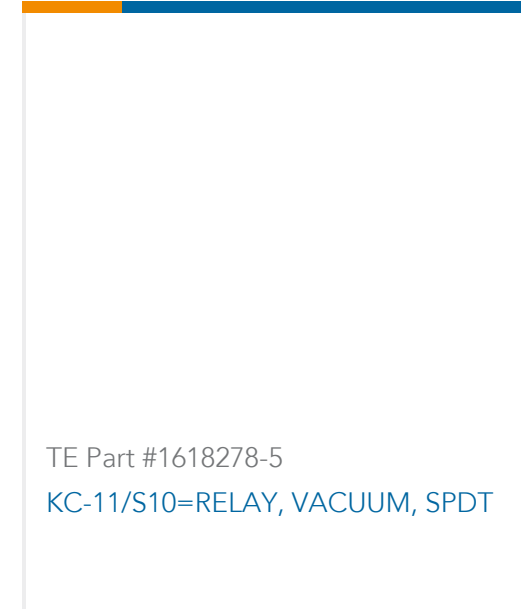 TE Part #1618278-5
KC-11/S10=RELAY, VACUUM, SPDT